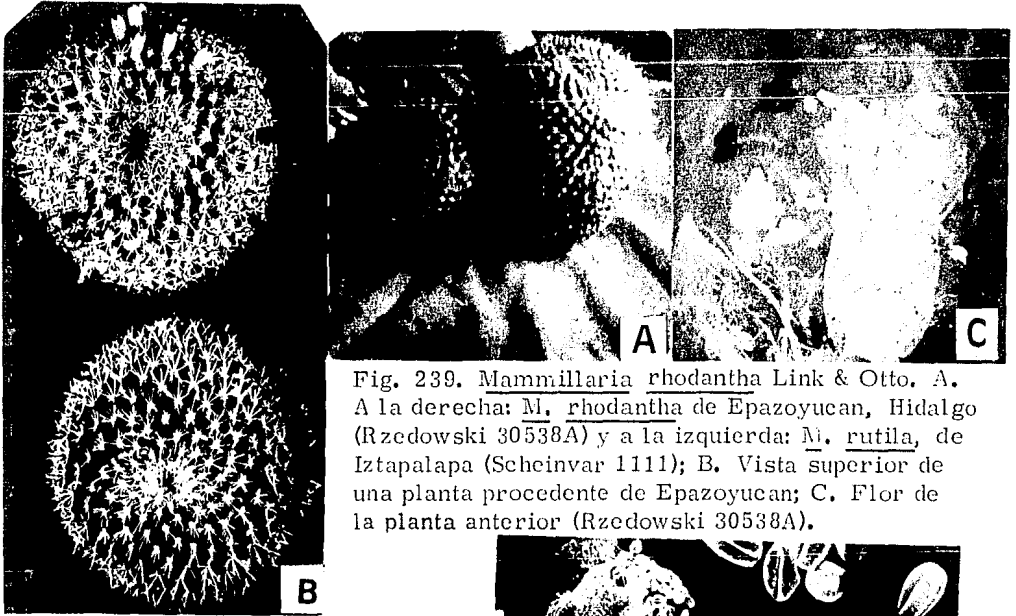 A
C
B
Fig. 239. Mammillaria rhodantha Link & Otto. A.
A la derecha: M. rhodantha de Epazoyucan, Hidalgo
(Rzedowski 30538A) y a la izquierda: M. rutila, de
Iztapalapa (Scheinvar 1111); B. Vista superior de
una planta procedente de Epazoyucan; C. Flor de
la planta anterior (Rzedowski 30538A).